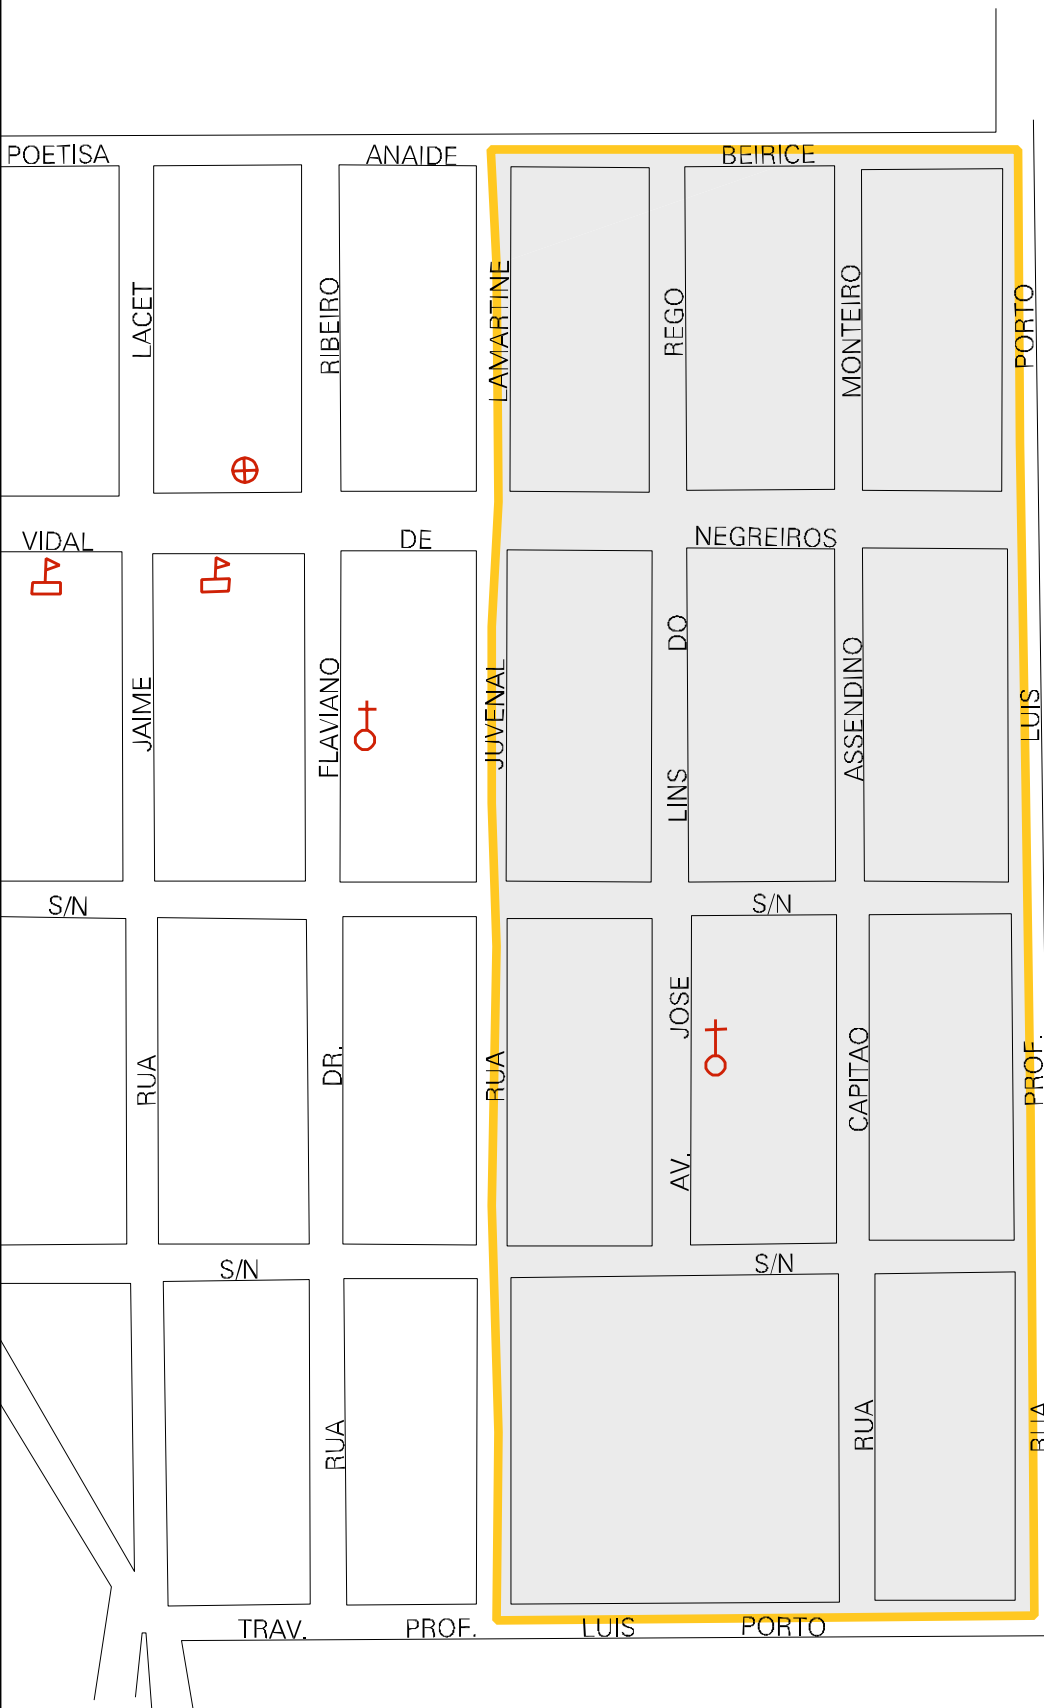 POETISA ANAIDE BEIRICE
LACET
RIBEIRO
LAMARTINE
REGO
MONTEIRO
PORTO
VIDAL DE NEGREIROS
JAIME
FLAVIANO
JUVENAL
DO
LINS
ASSENDINO
LUIS
S/N S/N
RUA
DR.
RUA
JOSE
AV.
CAPITAO
PROF.
S/N S/N
RUA
RUA
RUA
TRAV. PROF. LUIS PORTO